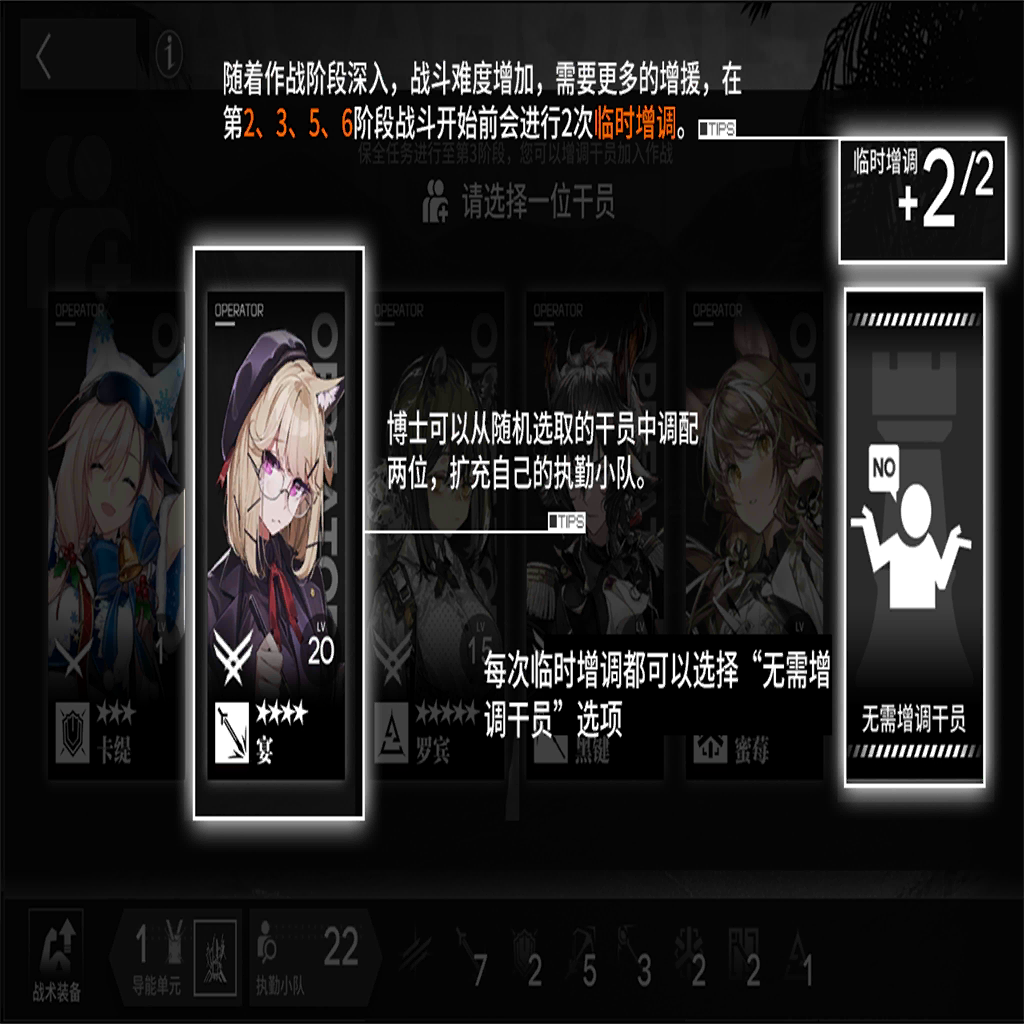 随着作战阶段深入，战斗难度增加，需要更多的增援，在
第2、3、5、6阶段战斗开始前会进行2次临时增调。
TIPS
保全任务进行至第3阶段，您可以增调干员加入作战
请选择一位干员
临时增调
+2/2
OPERATOR
OPERATOR
OPERATOR
OPERATOR
OPERATOR
OPERATOR
NO
博士可以从随机选取的干员中调配
两位，扩充自己的执勤小队。
TIPS
LV
20
1
15
LV
LV
每次临时增调都可以选择“无需增
调干员”选项
卡缇
宴
罗宾
黑键
蜜莓
无需增调干员
战术装备
1
导能单元
22
执勤小队
7 2 5 3 2 2 1